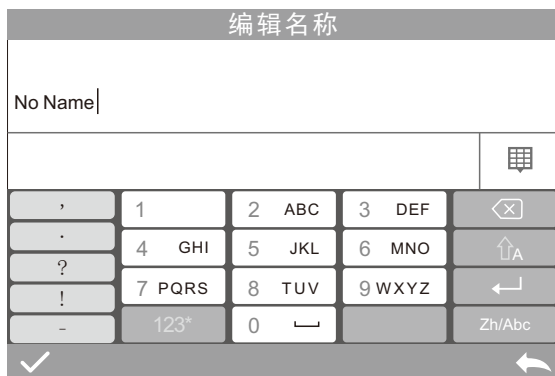 编辑名称
No Name
,
1
2 ABC
3 DEF
.
4 GHI
5 JKL
6 MNO
A
?
7 PQRS
8 TUV
9 WXYZ
!
-
123*
0
Zh/Abc